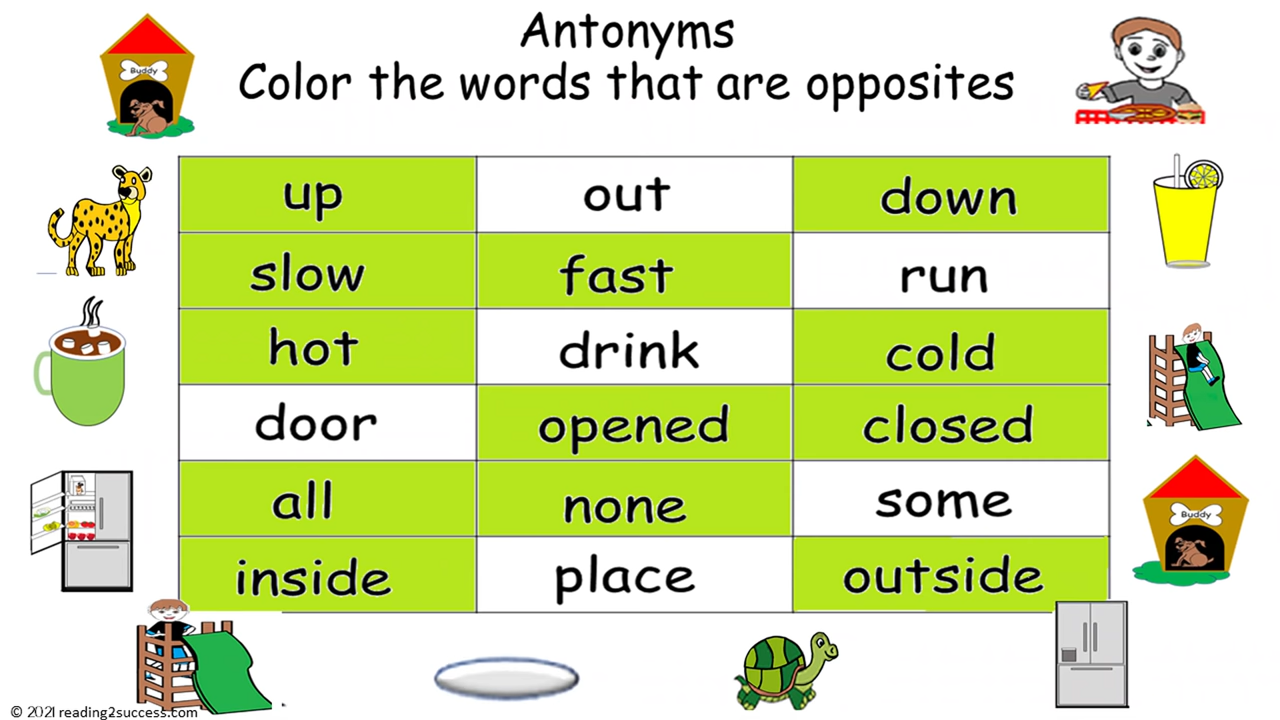 Antonyms
Color the words that are opposites
Buddy
up out down
slow fast run
hot drink cold
door opened closed
all none some
Buddy
inside place outside
© 2021 reading2success.com